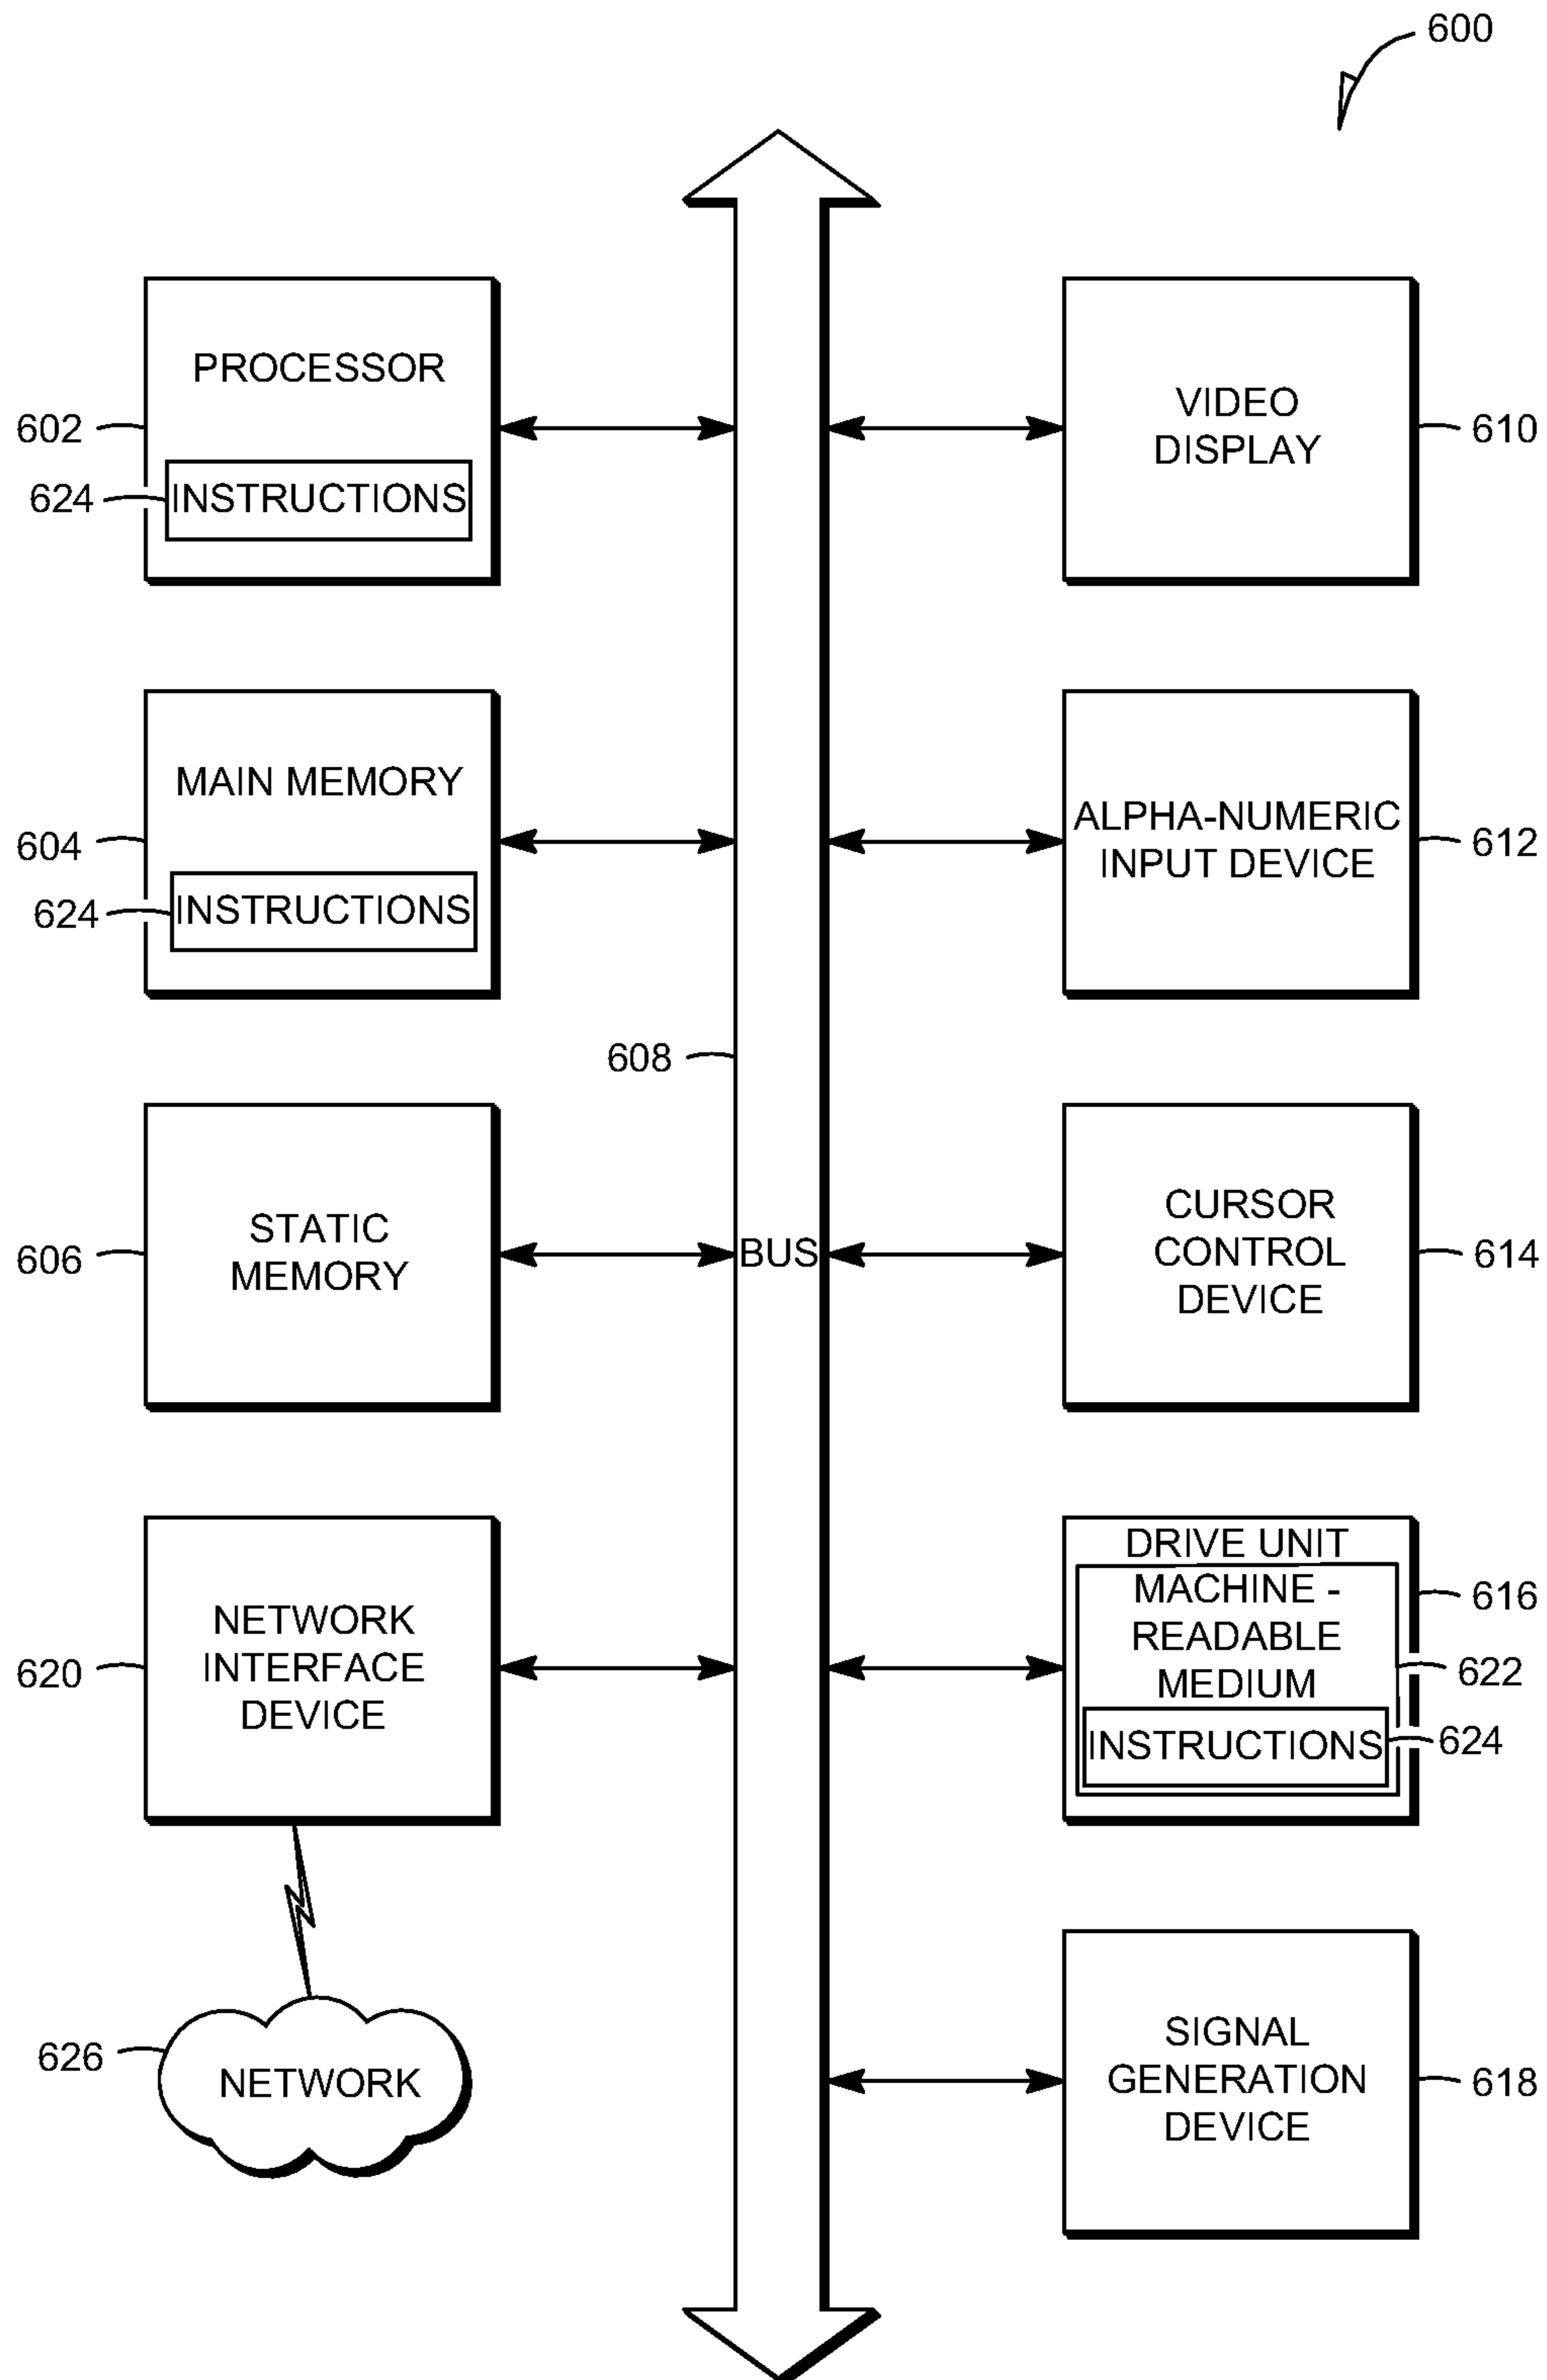 600
PROCESSOR
602
624
INSTRUCTIONS
VIDEO
DISPLAY
610
MAIN MEMORY
604
624
INSTRUCTIONS
ALPHA-NUMERIC
INPUT DEVICE
612
608
STATIC
MEMORY
606
BUS
CURSOR
CONTROL
DEVICE
614
NETWORK
INTERFACE
DEVICE
620
DRIVE UNIT
MACHINE -
READABLE
MEDIUM
INSTRUCTIONS
616
622
624
626
NETWORK
SIGNAL
GENERATION
DEVICE
618